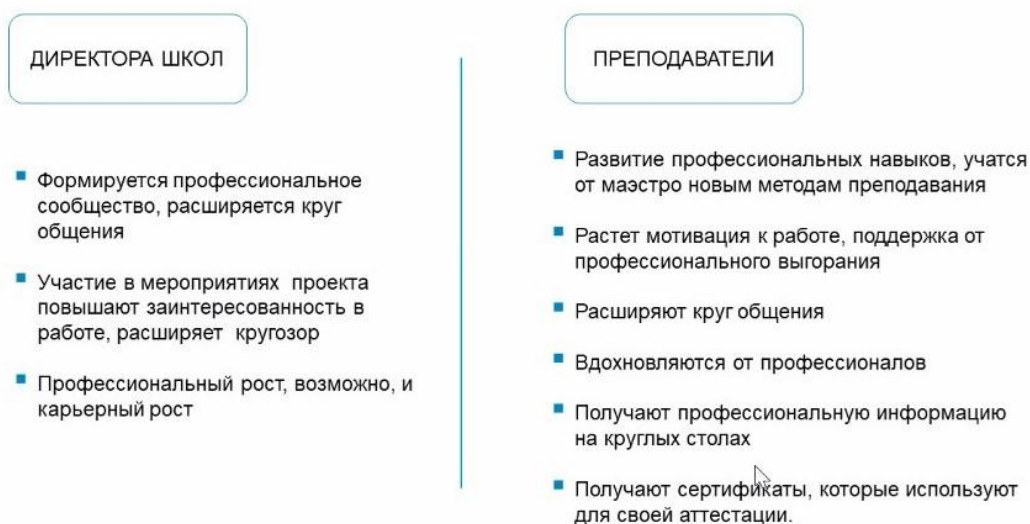 ДИРЕКТОРА ШКОЛ
Формируется профессиональное
сообщество, расширяется круг
общения
Участие в мероприятиях проекта
повышают заинтересованность в
работе, расширяет кругозор
Профессиональный рост, возможно, и
карьерный рост
ПРЕПОДАВАТЕЛИ
Развитие профессиональных навыков, учатся
от маэстро новым методам преподавания
Растет мотивация к работе, поддержка от
профессионального выгорания
Расширяют круг общения
Вдохновляются от профессионалов
Получают профессиональную информацию
на круглых столах
Получают сертификаты, которые используют
для своей аттестации.